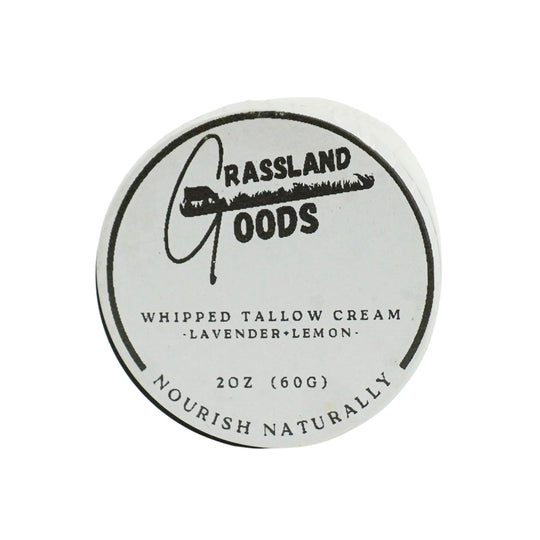 GRASSLAND
GOODS
WHIPPED TALLOW CREAM
-LAVENDER+LEMON-
2OZ (60G)
NOURISH NATURALLY